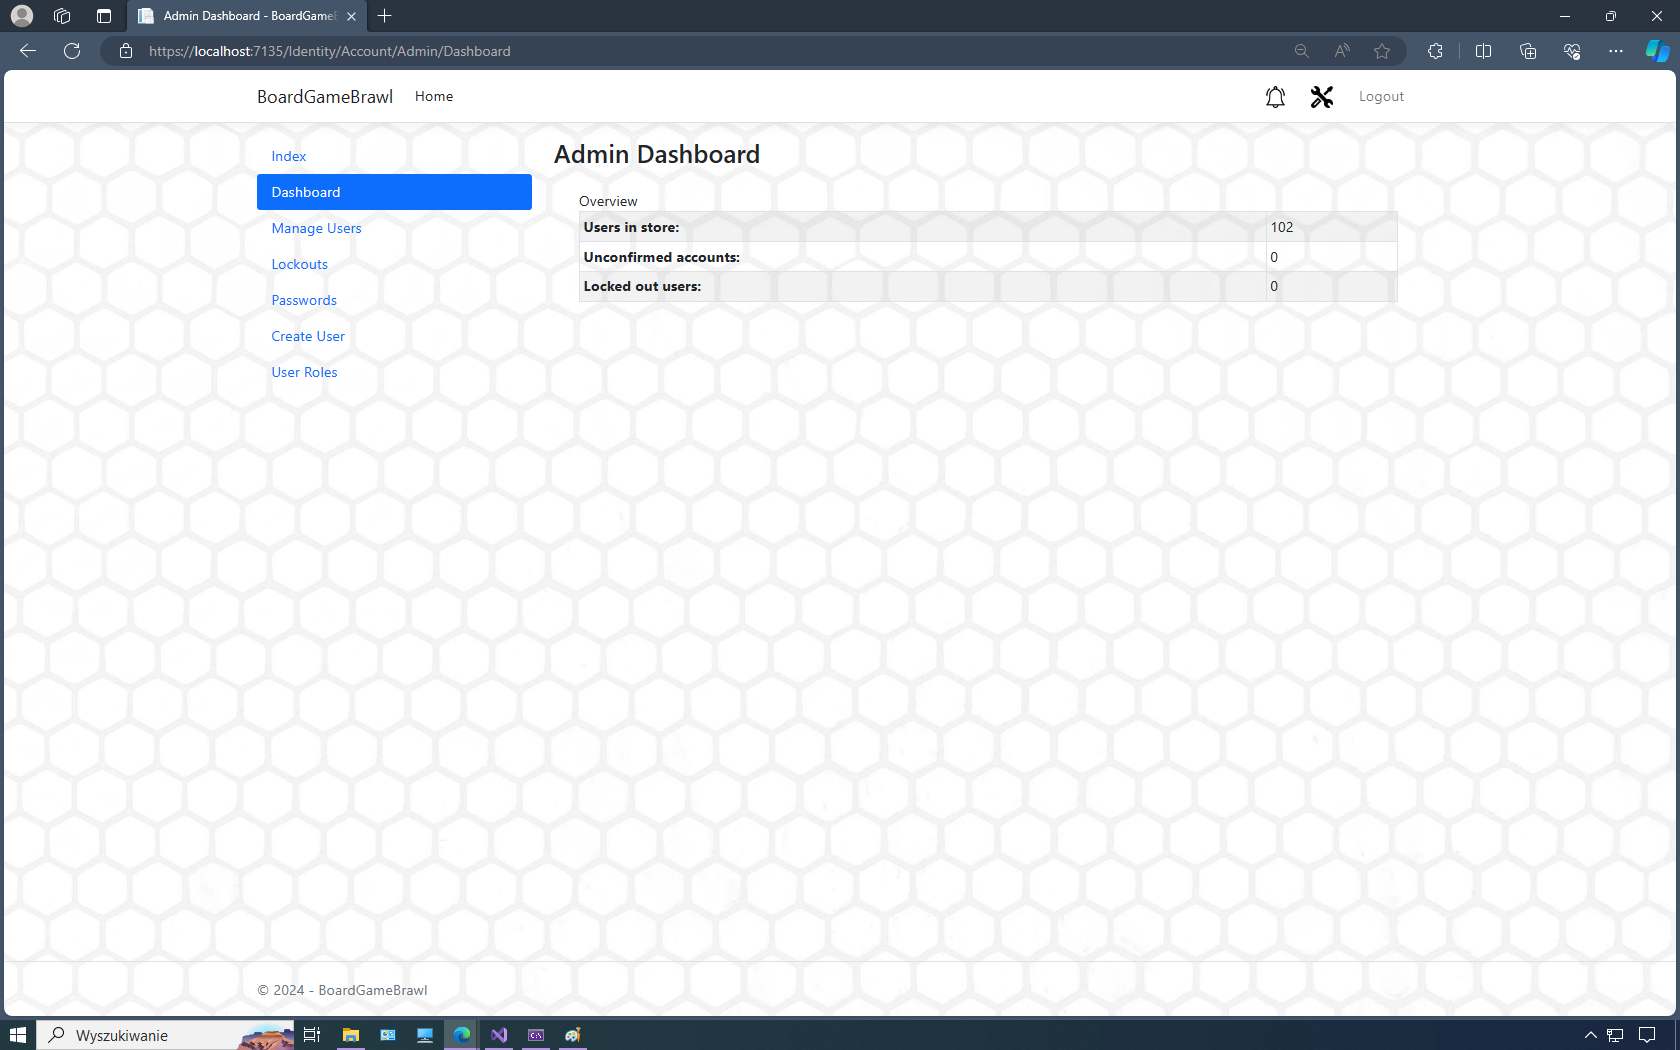 Admin Dashboard - BoardGameB
https://localhost:7135/Identity/Account/Admin/Dashboard
BoardGameBrawl Home Logout
Index
Dashboard
Manage Users
Lockouts
Passwords
Create User
User Roles
Admin Dashboard
Overview
Users in store: 102
Unconfirmed accounts: 0
Locked out users: 0
© 2024 - BoardGameBrawl
Wyszukiwanie